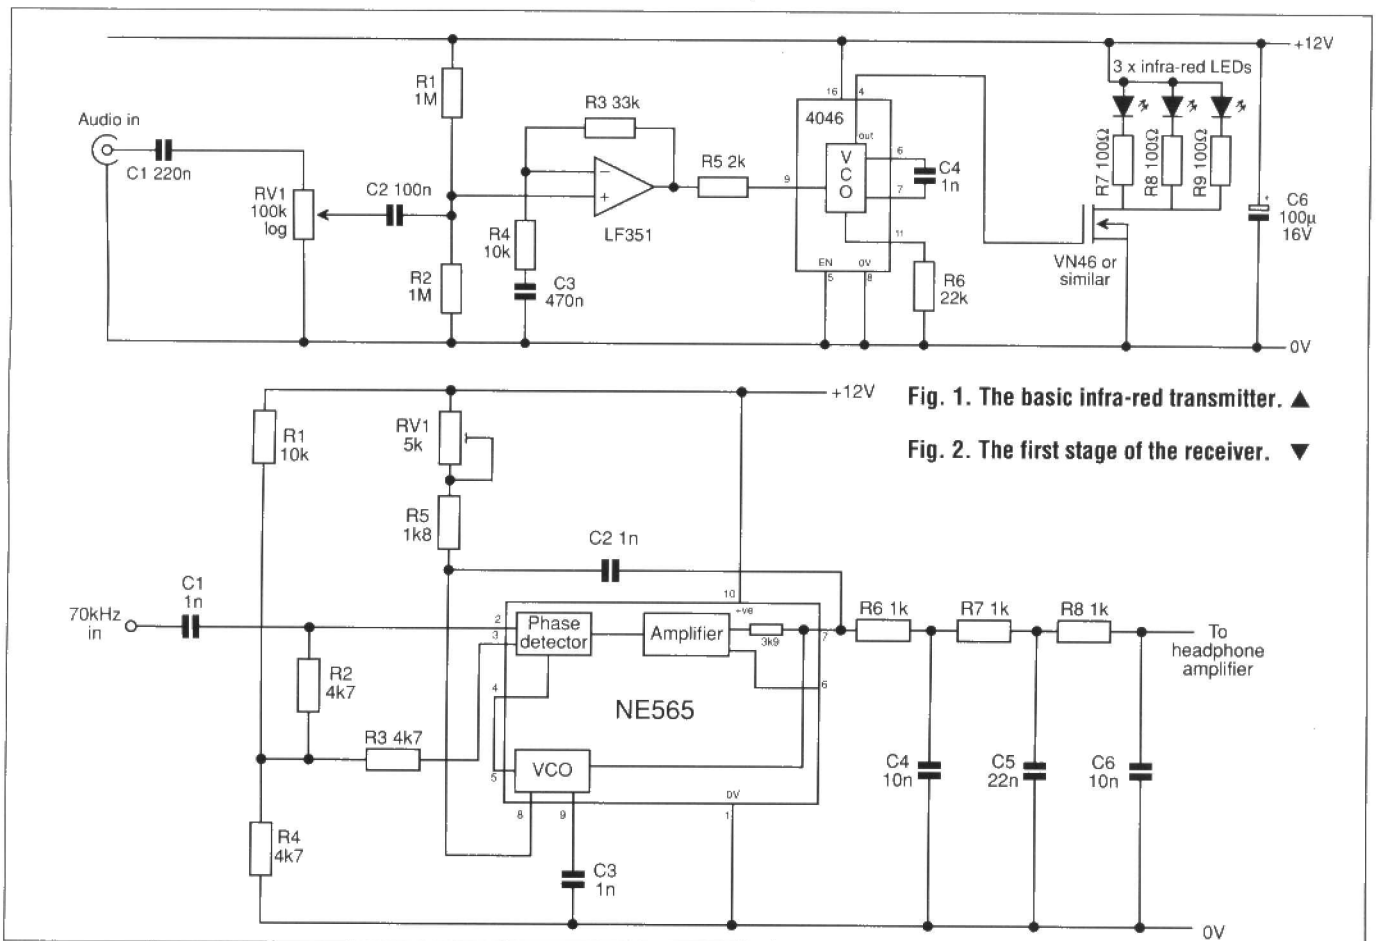 +12V
R1
1M
3 x infra-red LEDs
R3 33k
16
4
4046
Audio in
out
R7 100Ω
R8 100Ω
R9 100Ω
C1 220n
R5 2k
V
C
O
6
C4
1n
7
9
RV1
100k
log
C2 100n
−
+
LF351
C6
100µ
16V
+
R4
10k
11
VN46 or
similar
R2
1M
C3
470n
EN
0V
5
8
R6
22k
0V
Fig. 1. The basic infra-red transmitter. ▲
Fig. 2. The first stage of the receiver. ▼
+12V
R1
10k
RV1
5k
R5
1k8
C2 1n
C1
1n
10
+ve
70kHz
in
2
3
Phase
detector
Amplifier
3k9
7
R6 1k
R7 1k
R8 1k
To
headphone
amplifier
R2
4k7
4
6
NE565
R3 4k7
5
VCO
C4
10n
C5
22n
C6
10n
0V
8
9
1
R4
4k7
C3
1n
0V